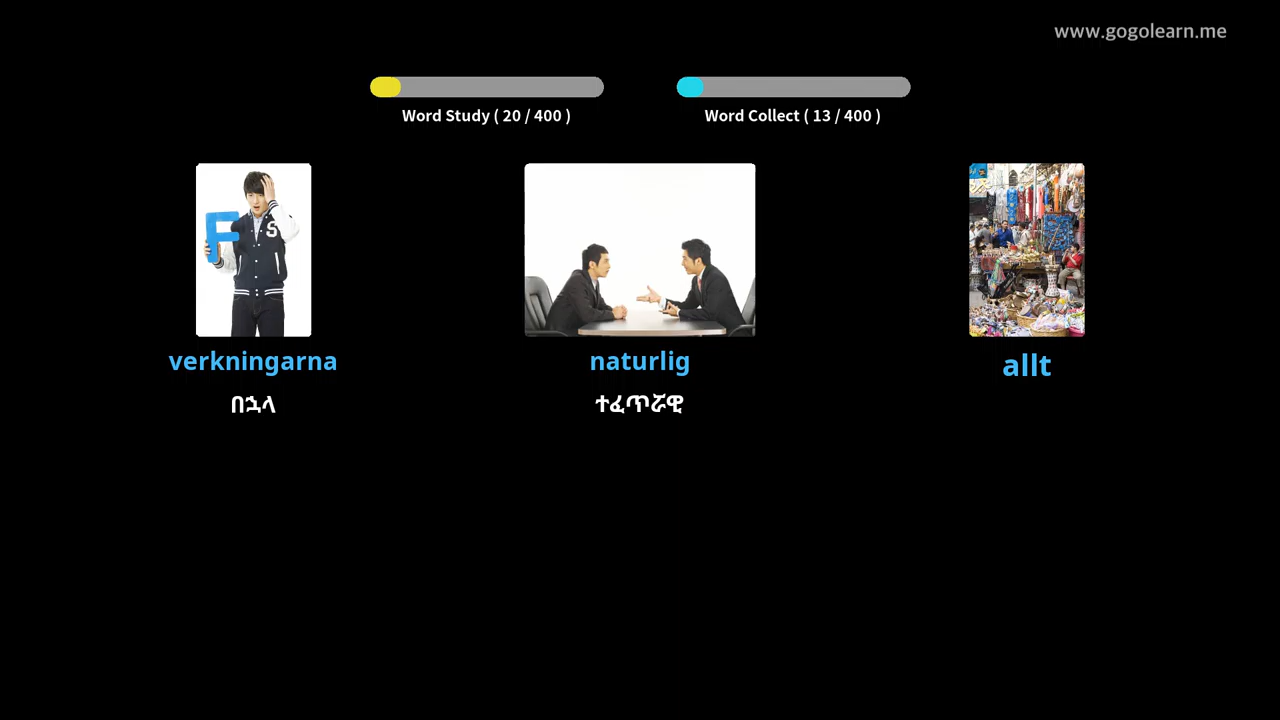 www.gogolearn.me
Word Study ( 20 / 400 )
Word Collect ( 13 / 400 )
F
S
verkningarna
naturlig
allt
በኋላ
ተፈጥሯዊ